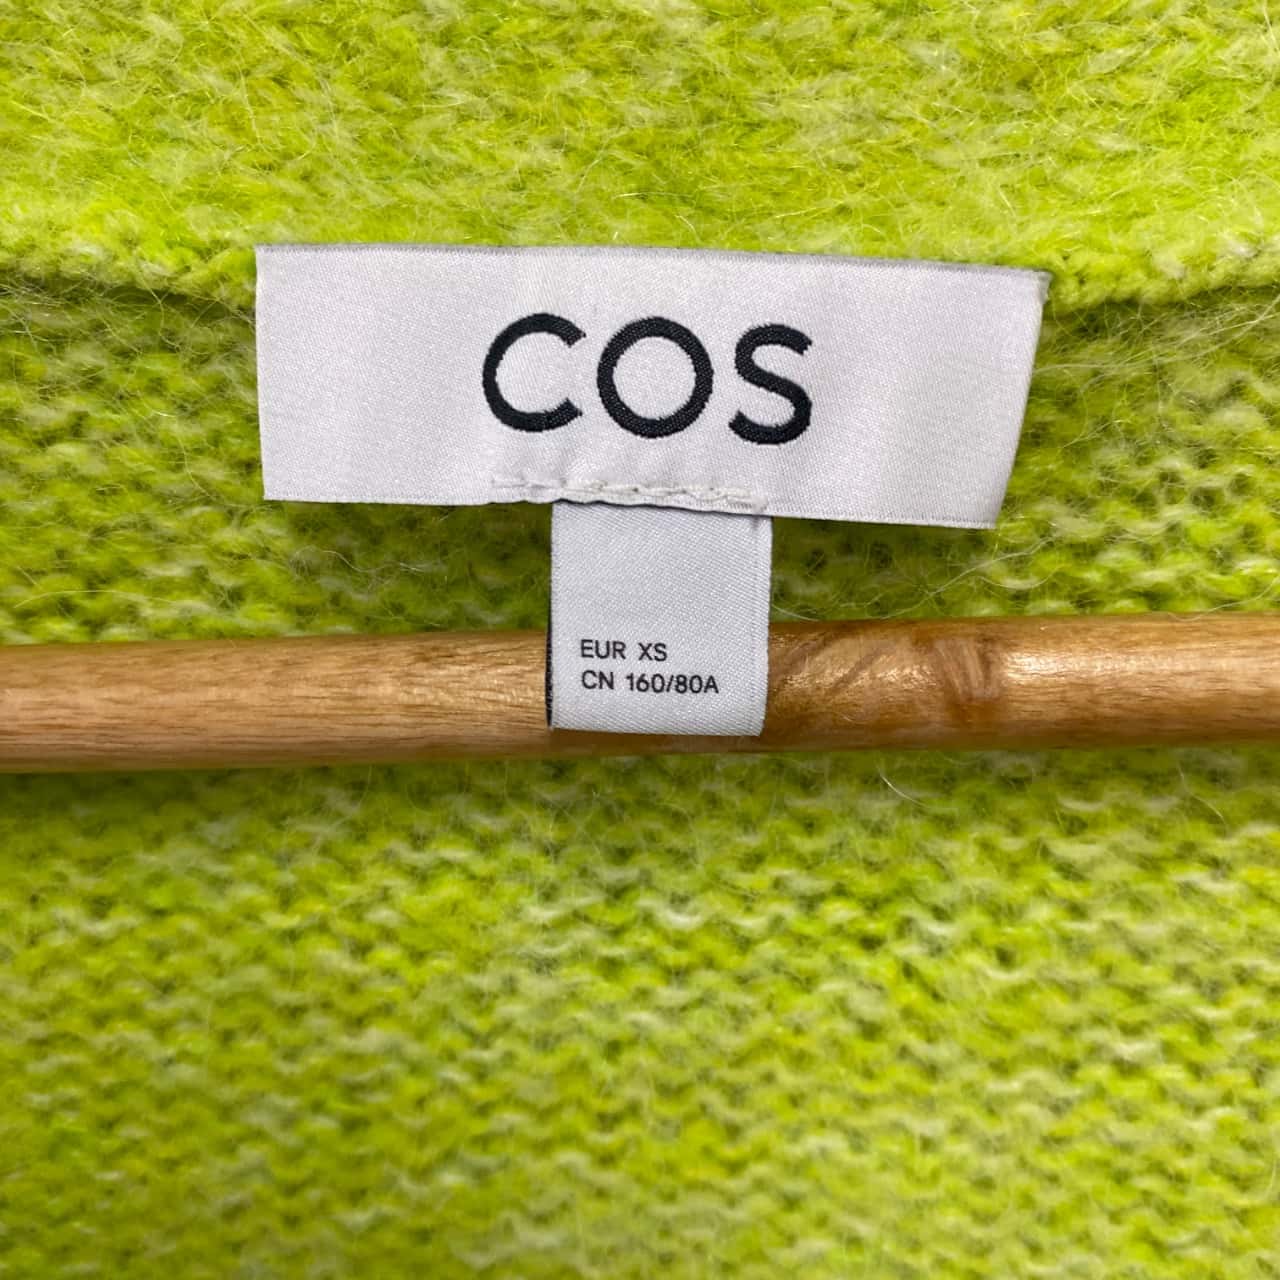 COS
EUR XS
CN 160/80A